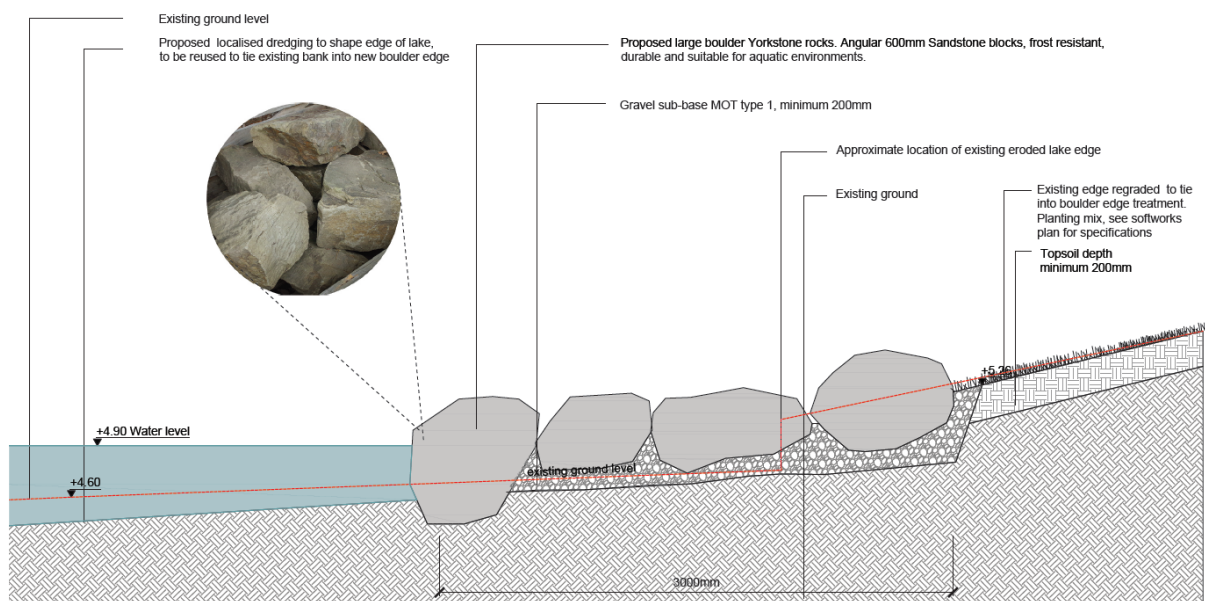 Existing ground level
Proposed localised dredging to shape edge of lake,
to be reused to tie existing bank into new boulder edge
Proposed large boulder Yorkstone rocks. Angular 600mm Sandstone blocks, frost resistant,
durable and suitable for aquatic environments.
Gravel sub-base MOT type 1, minimum 200mm
Approximate location of existing eroded lake edge
Existing ground
Existing edge regraded to tie
into boulder edge treatment.
Planting mix, see softworks
plan for specifications
Topsoil depth
minimum 200mm
+5.26
+4.90 Water level
existing ground level
+4.60
3000mm